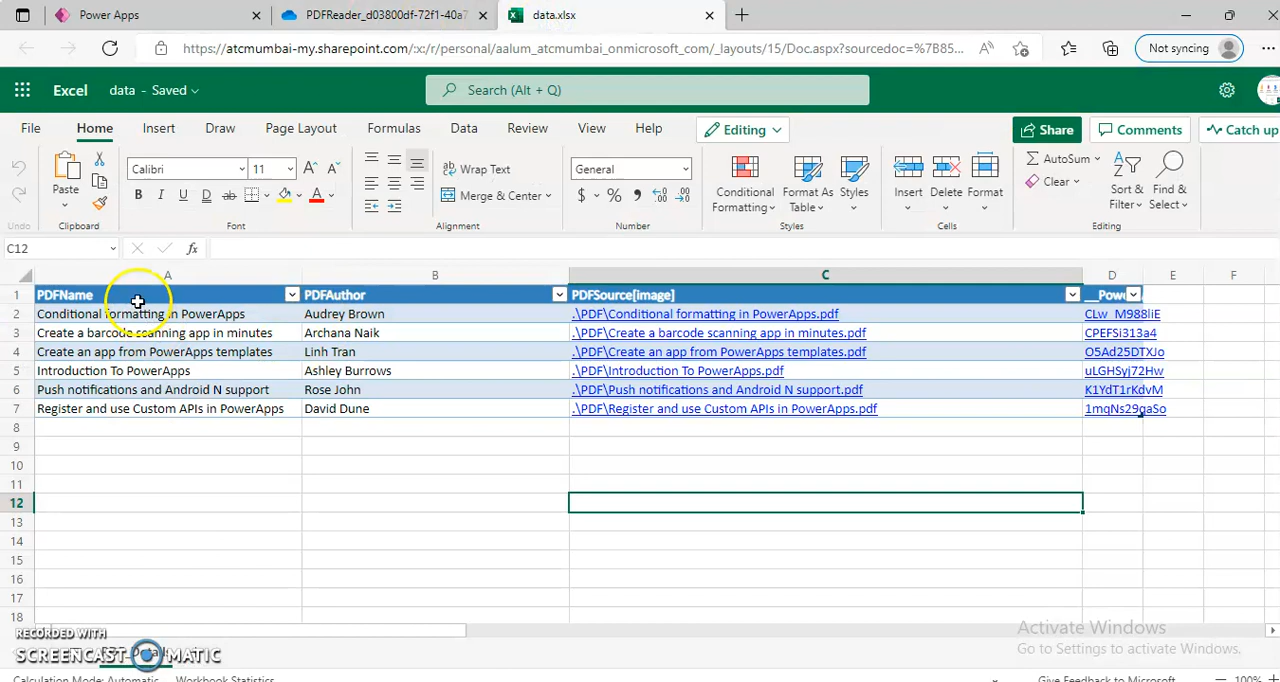 Power Apps
PDFReader_d03800df-72f1-40a7
data.xlsx
https://atcmumbai-my.sharepoint.com/:x:/r/personal/aalun_atcmumbai_onmicrosoft_com/_layouts/15/Doc.aspx?sourcedoc=%7B85...
Not syncing
Excel
data - Saved
Search (Alt + Q)
File Home Insert Draw Page Layout Formulas Data Review View Help Editing Share Comments Catch up
Calibri 11
Wrap Text
General
AutoSum
Paste
Merge & Center
Conditional Formatting
Format As Table
Styles
Insert Delete Format
Clear
Sort & Filter
Find & Select
Undo Clipboard Font Alignment Number Styles Cells Editing
C12 fx
A B C D E F
1 PDFName PDFAuthor PDFSource[image]
2 Conditional formatting in PowerApps Audrey Brown .\PDF\Conditional formatting in PowerApps.pdf CLw_M988liE
3 Create a barcode scanning app in minutes Archana Naik .\PDF\Create a barcode scanning app in minutes.pdf CPEFSi313a4
4 Create an app from PowerApps templates Linh Tran .\PDF\Create an app from PowerApps templates.pdf O5Ad25DTXJo
5 Introduction To PowerApps Ashley Burrows .\PDF\Introduction To PowerApps.pdf uLGHSyj72Hw
6 Push notifications and Android N support Rose John .\PDF\Push notifications and Android N support.pdf K1YdT1rKdvM
7 Register and use Custom APIs in PowerApps David Dune .\PDF\Register and use Custom APIs in PowerApps.pdf 1mqNs29qaSo
8
9
10
11
12
13
14
15
16
17
18
RECORDED WITH
SCREENCAST MATIC
Activate Windows
Go to Settings to activate Windows.
Calculation Mode: Automatic Workbook Statistics Give Feedback to Microsoft 100%